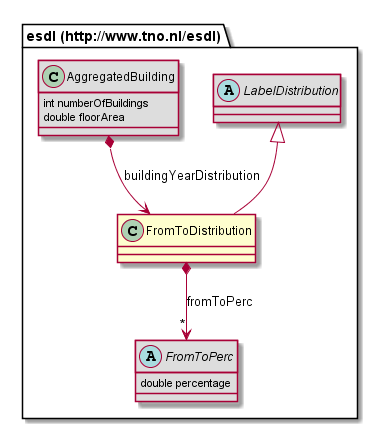 esdl (http://www.tno.nl/esdl)
C AggregatedBuilding
int numberOfBuildings
double floorArea
A LabelDistribution
buildingYearDistribution
C FromToDistribution
fromToPerc
*
A FromToPerc
double percentage